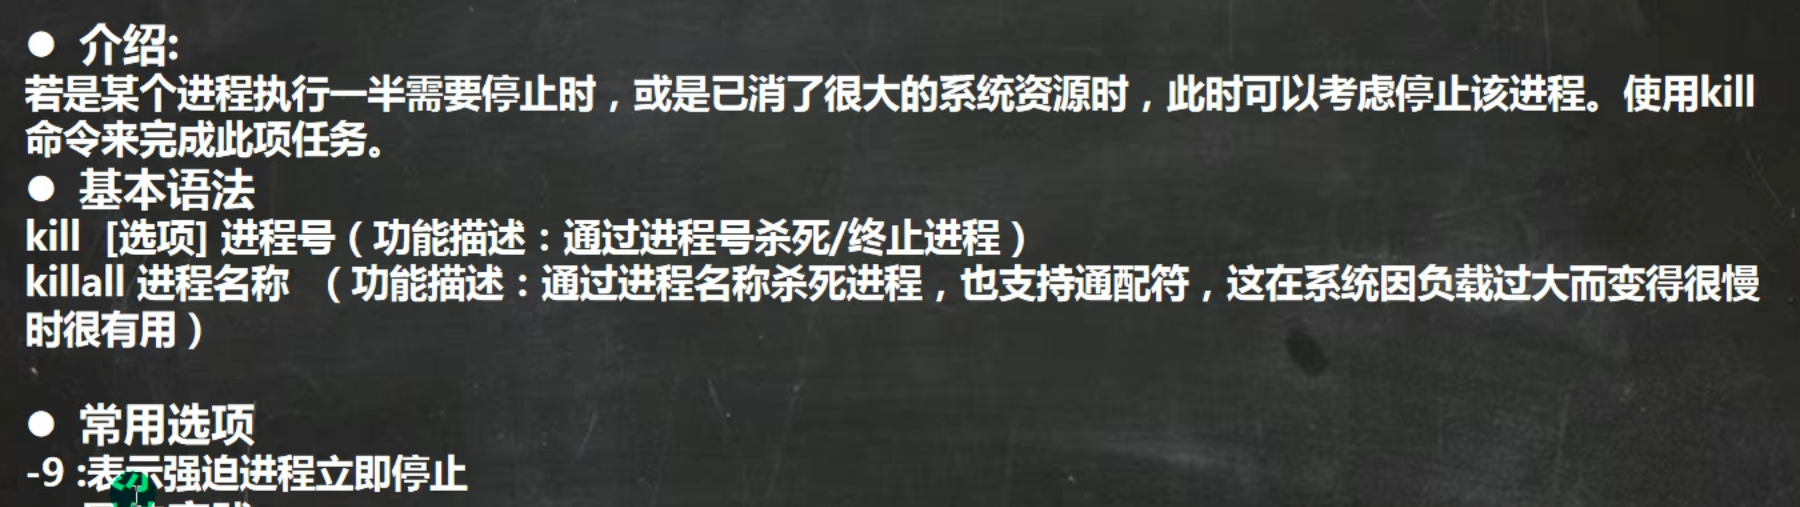 ● 介绍:
若是某个进程执行一半需要停止时，或是已消了很大的系统资源时，此时可以考虑停止该进程。使用kill
命令来完成此项任务。
● 基本语法
kill [选项] 进程号（功能描述：通过进程号杀死/终止进程）
killall 进程名称 （功能描述：通过进程名称杀死进程，也支持通配符，这在系统因负载过大而变得很慢
时很有用）
● 常用选项
-9 :表示强迫进程立即停止